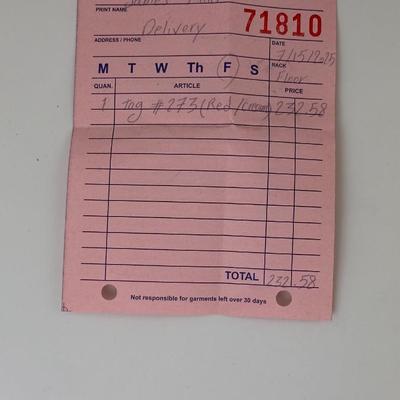 PRINT NAME
71810
Delivery
ADDRESS / PHONE
DATE
M T W Th F S
RACK
Floor
QUAN. ARTICLE PRICE
1 Tag #273 (Red/Cream) 232.58
TOTAL 232.58
Not responsible for garments left over 30 days